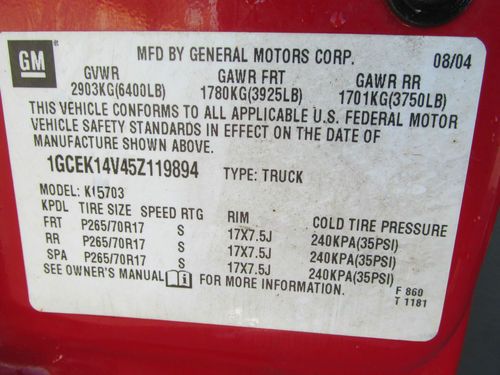 GM MFD BY GENERAL MOTORS CORP. 08/04
GVWR GAWR FRT GAWR RR
2903KG(6400LB) 1780KG(3925LB) 1701KG(3750LB)
THIS VEHICLE CONFORMS TO ALL APPLICABLE U.S. FEDERAL MOTOR
VEHICLE SAFETY STANDARDS IN EFFECT ON THE DATE OF
MANUFACTURE SHOWN ABOVE.
1GCEK14V45Z119894 TYPE: TRUCK
MODEL: K15703
KPDL TIRE SIZE SPEED RTG RIM COLD TIRE PRESSURE
FRT P265/70R17 S 17X7.5J 240KPA(35PSI)
RR P265/70R17 S 17X7.5J 240KPA(35PSI)
SPA P265/70R17 S 17X7.5J 240KPA(35PSI)
SEE OWNER'S MANUAL FOR MORE INFORMATION.
F 860
T 1181